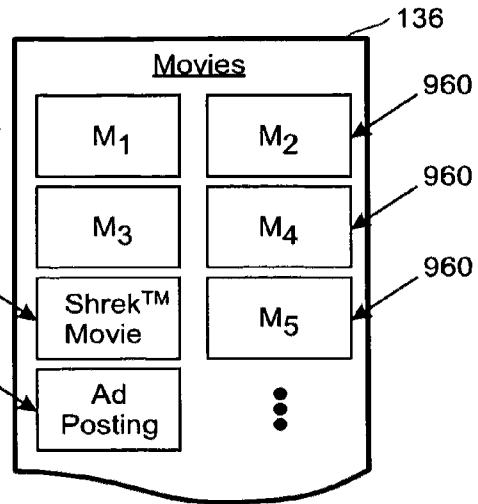 136
Movies
M1 M2 960
M3 M4 960
Shrek™
Movie
M5 960
Ad
Posting